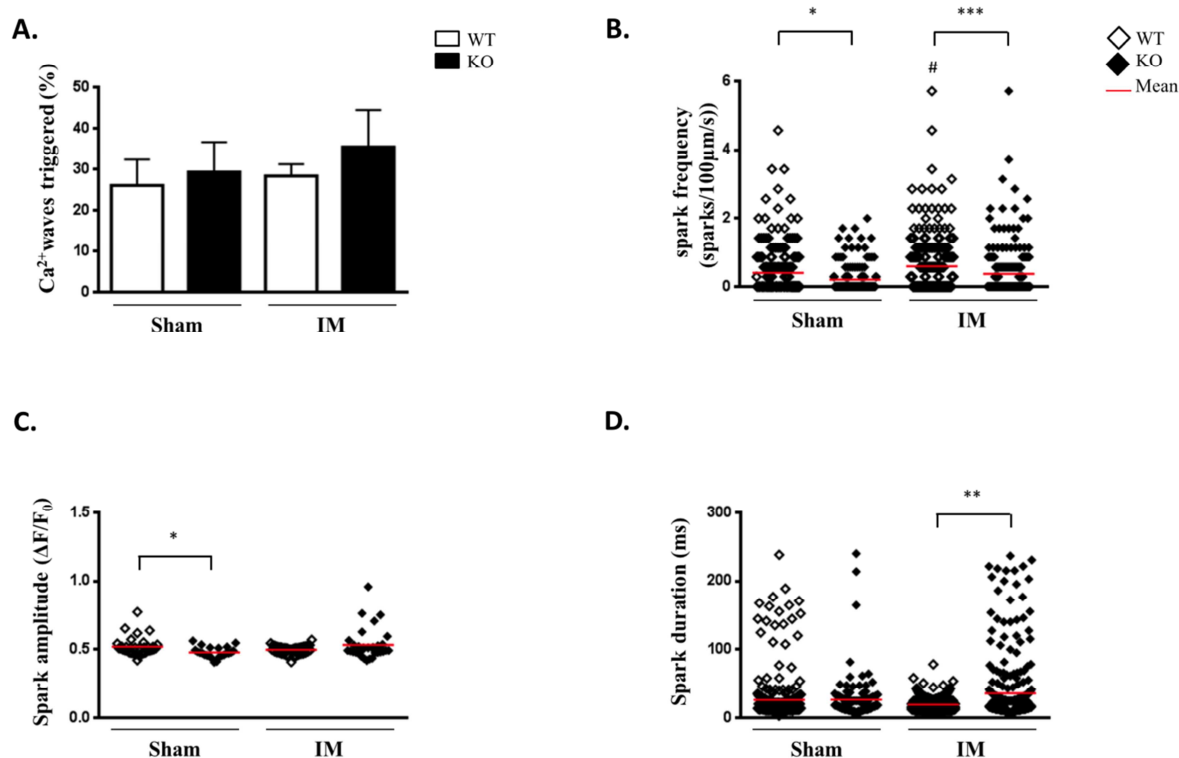 A.
WT
KO
Ca²⁺waves triggered (%)
50
40
30
20
10
0
Sham
IM
B.
*
***
#
WT
KO
Mean
spark frequency
(sparks/100µm/s))
6
4
2
0
Sham
IM
C.
*
Spark amplitude (ΔF/F₀)
1.5
1.0
0.5
0.0
Sham
IM
D.
**
Spark duration (ms)
300
200
100
0
Sham
IM